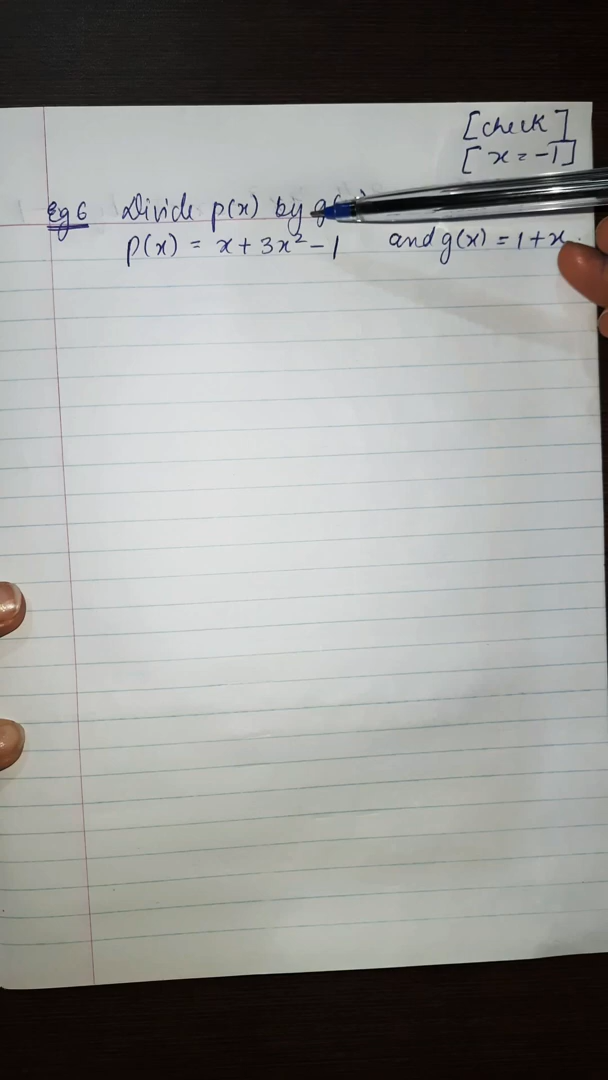 [check]
[x = -1]
Eg 6 Divide p(x) by
P(x) = x + 3x² - 1 and g(x) = 1 + x.